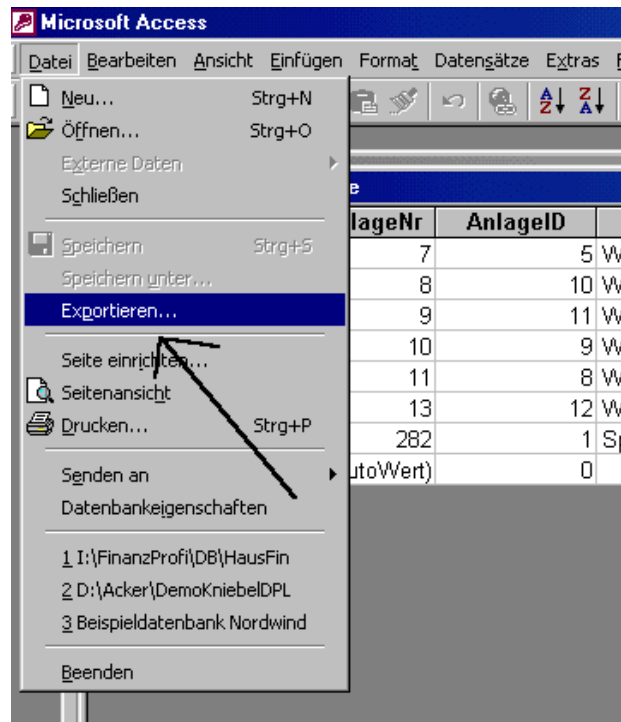 Microsoft Access
Datei Bearbeiten Ansicht Einfügen Format Datensätze Extras
Neu... Strg+N
Öffnen... Strg+O
Externe Daten
Schließen
Speichern Strg+S
Speichern unter...
Exportieren...
Seite einrichten...
Seitenansicht
Drucken... Strg+P
Senden an
Datenbankeigenschaften
1 I:\FinanzProfi\DB\HausFin
2 D:\Acker\DemoKniebelDPL
3 Beispieldatenbank Nordwind
Beenden
e
lageNr AnlageID
7 5 W
8 10 W
9 11 W
10 9 W
11 8 W
13 12 W
282 1 Sp
utoWert) 0